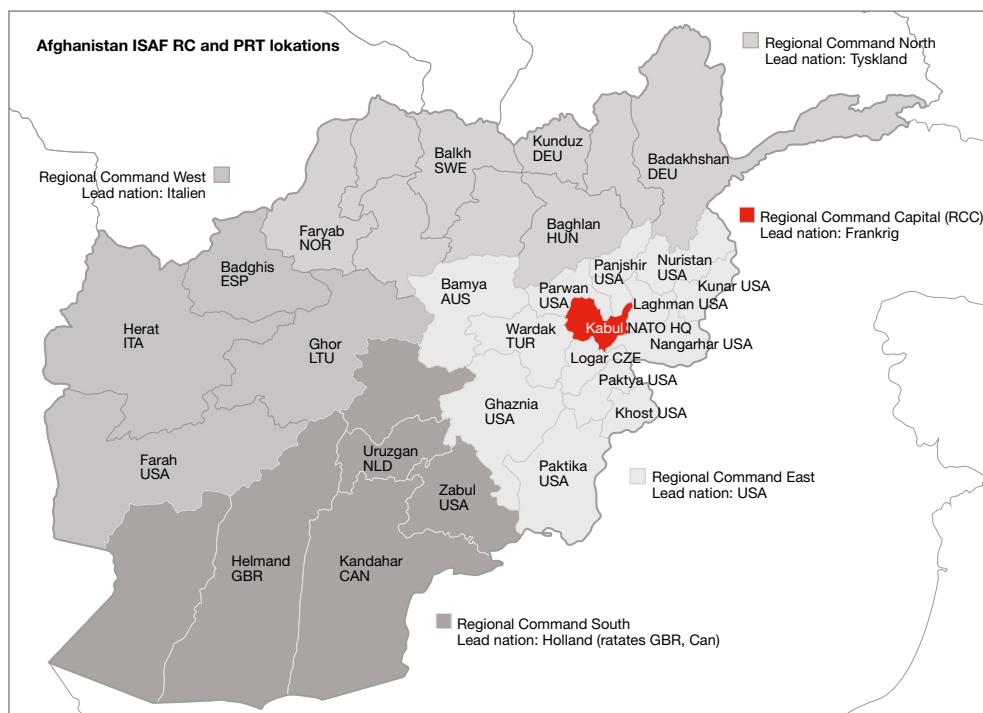 Afghanistan ISAF RC and PRT lokations
Regional Command North
Lead nation: Tyskland
Regional Command West
Lead nation: Italien
Regional Command Capital (RCC)
Lead nation: Frankrig
Balkh
SWE
Kunduz
DEU
Badakhshan
DEU
Faryab
NOR
Baghlan
HUN
Badghis
ESP
Panjshir
USA
Nuristan
USA
Bamya
AUS
Parwan
USA
Kunar USA
Laghman USA
Herat
ITA
Ghor
LTU
Wardak
TUR
Kabul NATO HQ
Nangarhar USA
Logar CZE
Paktya USA
Ghaznia
USA
Khost USA
Farah
USA
Uruzgan
NLD
Zabul
USA
Paktika
USA
Regional Command East
Lead nation: USA
Helmand
GBR
Kandahar
CAN
Regional Command South
Lead nation: Holland (ratates GBR, Can)